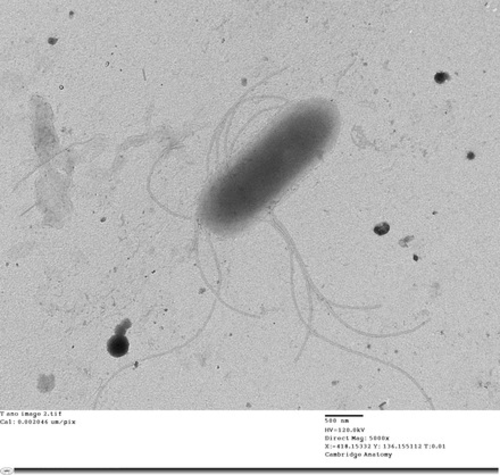 T ano image 2.tif
Cal: 0.002046 um/pix
500 nm
HV=120.0kV
Direct Mag: 5000x
X:-418.15332 Y: 136.155112 T:0.01
Cambridge Anatomy